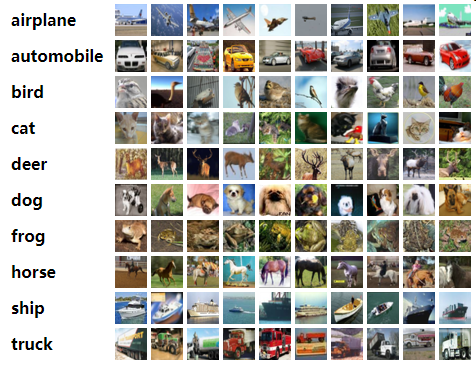 airplane
automobile
bird
cat
deer
dog
frog
horse
ship
truck